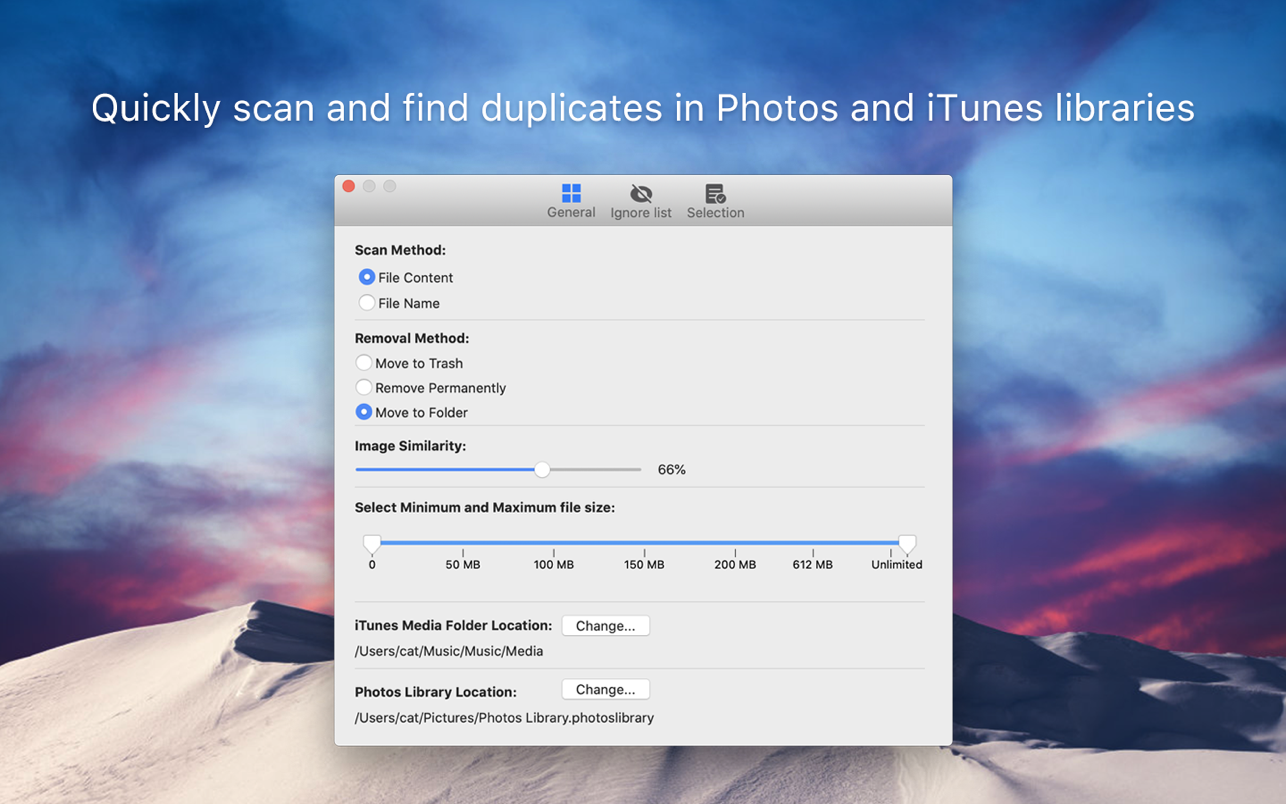 Quickly scan and find duplicates in Photos and iTunes libraries
General Ignore list Selection
Scan Method:
File Content
File Name
Removal Method:
Move to Trash
Remove Permanently
Move to Folder
Image Similarity:
66%
Select Minimum and Maximum file size:
0 50 MB 100 MB 150 MB 200 MB 612 MB Unlimited
iTunes Media Folder Location: Change...
/Users/cat/Music/Music/Media
Photos Library Location: Change...
/Users/cat/Pictures/Photos Library.photoslibrary